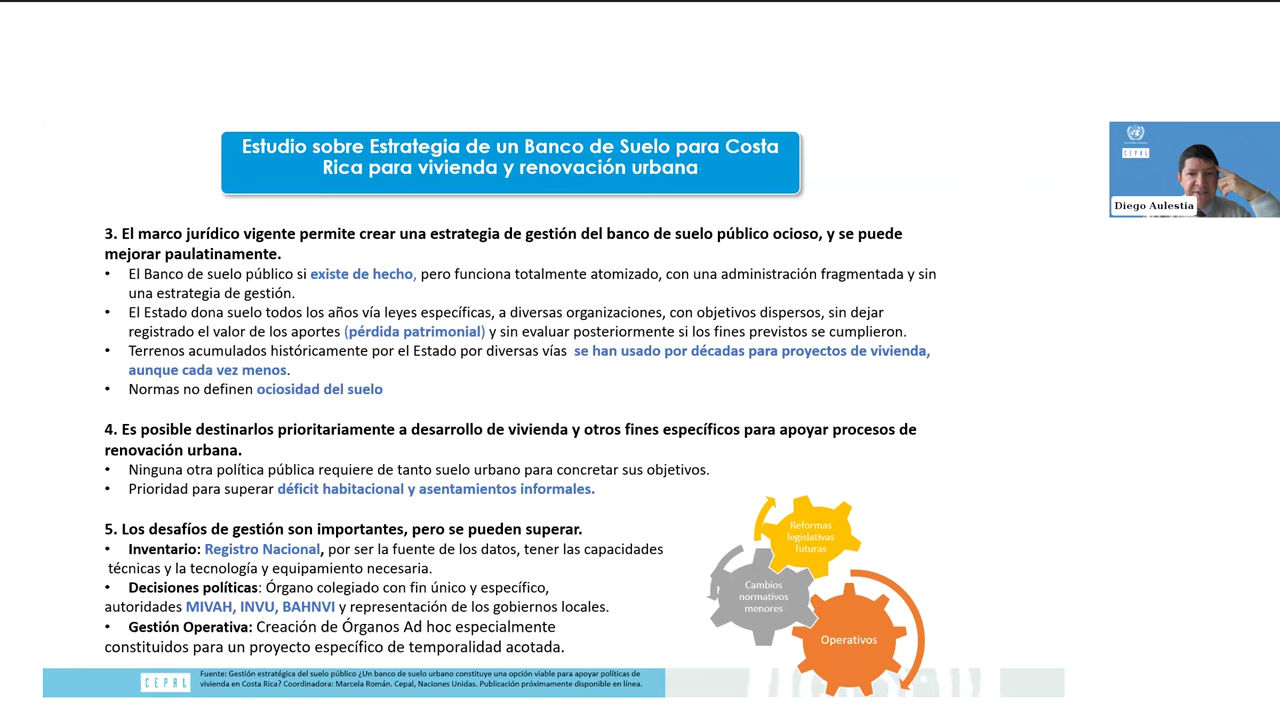 Estudio sobre Estrategia de un Banco de Suelo para Costa
Rica para vivienda y renovación urbana
CEPAL
Diego Aulestia
3. El marco jurídico vigente permite crear una estrategia de gestión del banco de suelo público ocioso, y se puede
mejorar paulatinamente.
• El Banco de suelo público si existe de hecho, pero funciona totalmente atomizado, con una administración fragmentada y sin
una estrategia de gestión.
• El Estado dona suelo todos los años vía leyes específicas, a diversas organizaciones, con objetivos dispersos, sin dejar
registrado el valor de los aportes (pérdida patrimonial) y sin evaluar posteriormente si los fines previstos se cumplieron.
• Terrenos acumulados históricamente por el Estado por diversas vías se han usado por décadas para proyectos de vivienda,
aunque cada vez menos.
• Normas no definen ociosidad del suelo
4. Es posible destinarlos prioritariamente a desarrollo de vivienda y otros fines específicos para apoyar procesos de
renovación urbana.
• Ninguna otra política pública requiere de tanto suelo urbano para concretar sus objetivos.
• Prioridad para superar déficit habitacional y asentamientos informales.
5. Los desafíos de gestión son importantes, pero se pueden superar.
• Inventario: Registro Nacional, por ser la fuente de los datos, tener las capacidades
técnicas y la tecnología y equipamiento necesaria.
• Decisiones políticas: Órgano colegiado con fin único y específico,
autoridades MIVAH, INVU, BAHNVI y representación de los gobiernos locales.
• Gestión Operativa: Creación de Órganos Ad hoc especialmente
constituidos para un proyecto específico de temporalidad acotada.
Reformas
legislativas
futuras
Cambios
normativos
menores
Operativos
CEPAL
Fuente: Gestión estratégica del suelo público ¿Un banco de suelo urbano constituye una opción viable para apoyar políticas de
vivienda en Costa Rica? Coordinadora: Marcela Román. Cepal, Naciones Unidas. Publicación próximamente disponible en línea.